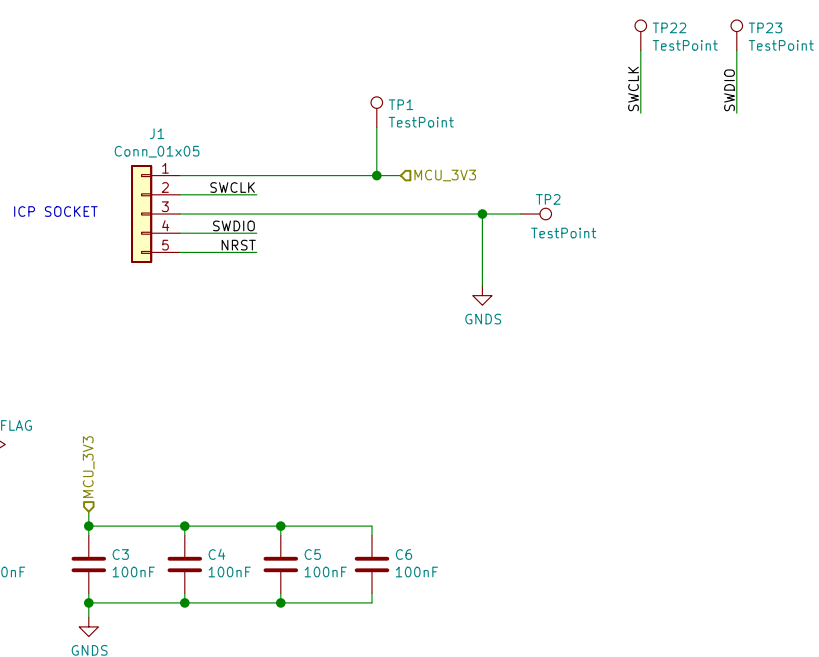 TP22
TestPoint
SWCLK
TP23
TestPoint
SWDIO
TP1
TestPoint
J1
Conn_01x05
1
MCU_3V3
2
SWCLK
3
TP2
TestPoint
ICP SOCKET
4
SWDIO
5
NRST
GNDS
FLAG
MCU_3V3
C3
100nF
C4
100nF
C5
100nF
C6
100nF
0nF
GNDS